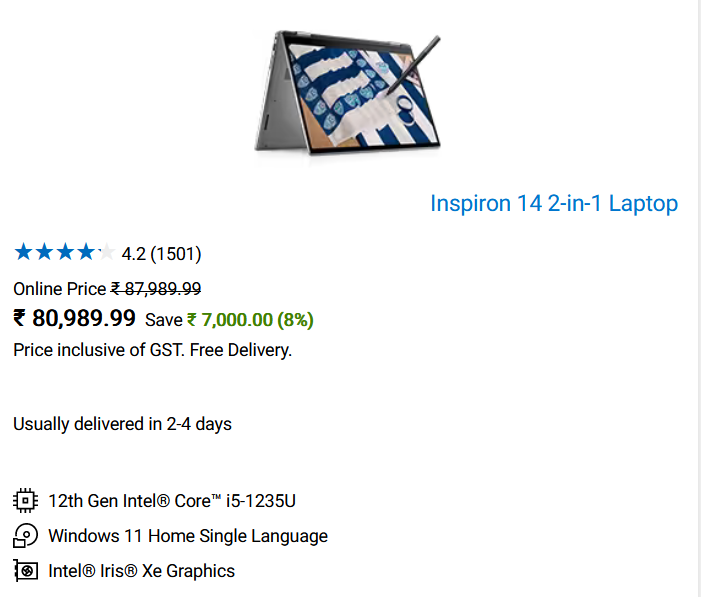 Inspiron 14 2-in-1 Laptop
4.2 (1501)
Online Price ₹ 87,989.99
₹ 80,989.99 Save ₹ 7,000.00 (8%)
Price inclusive of GST. Free Delivery.
Usually delivered in 2-4 days
12th Gen Intel® Core™ i5-1235U
Windows 11 Home Single Language
Intel® Iris® Xe Graphics